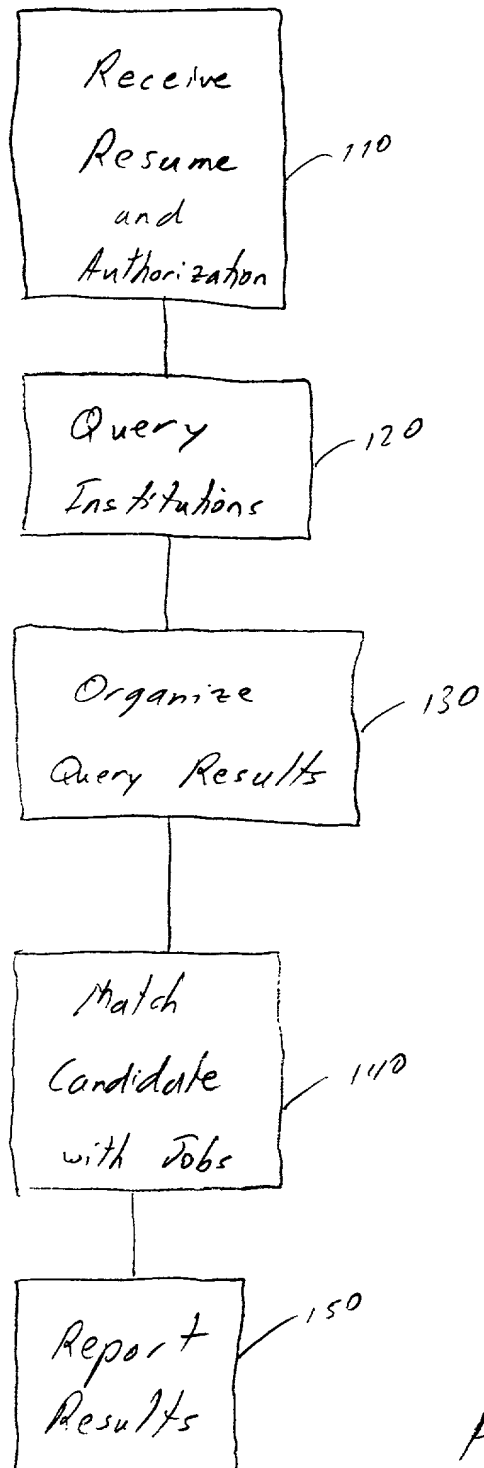 Receive
Resume
and
Authorization
110
Query
Institutions
120
Organize
Query Results
130
Match
Candidate
with Jobs
140
Report
Results
150